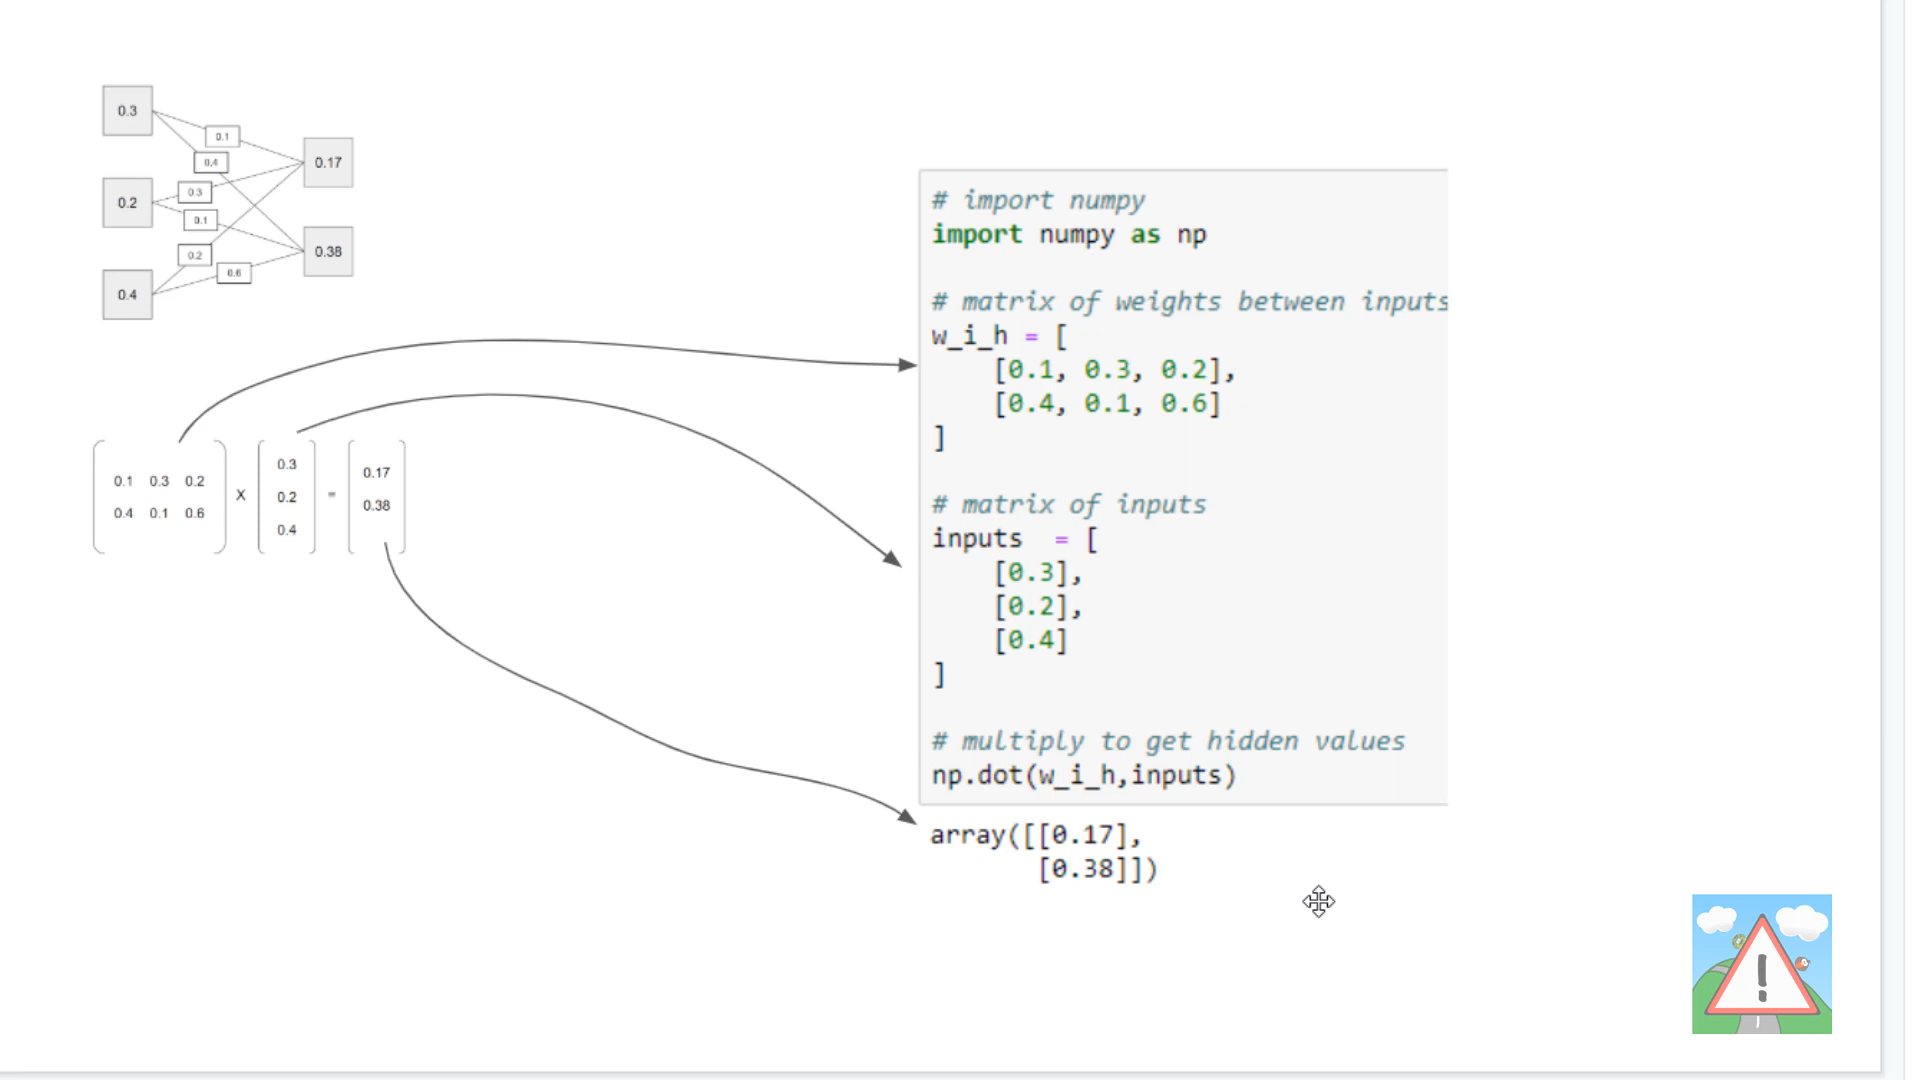 0.3
0.1
0.4
0.17
0.3
0.2
0.1
0.38
0.2
0.6
0.4
0.1 0.3 0.2
0.4 0.1 0.6
X
0.3
0.2
0.4
=
0.17
0.38
# import numpy
import numpy as np
# matrix of weights between inputs
w_i_h = [
[0.1, 0.3, 0.2],
[0.4, 0.1, 0.6]
]
# matrix of inputs
inputs  = [
[0.3],
[0.2],
[0.4]
]
# multiply to get hidden values
np.dot(w_i_h,inputs)
array([[0.17],
[0.38]])
!